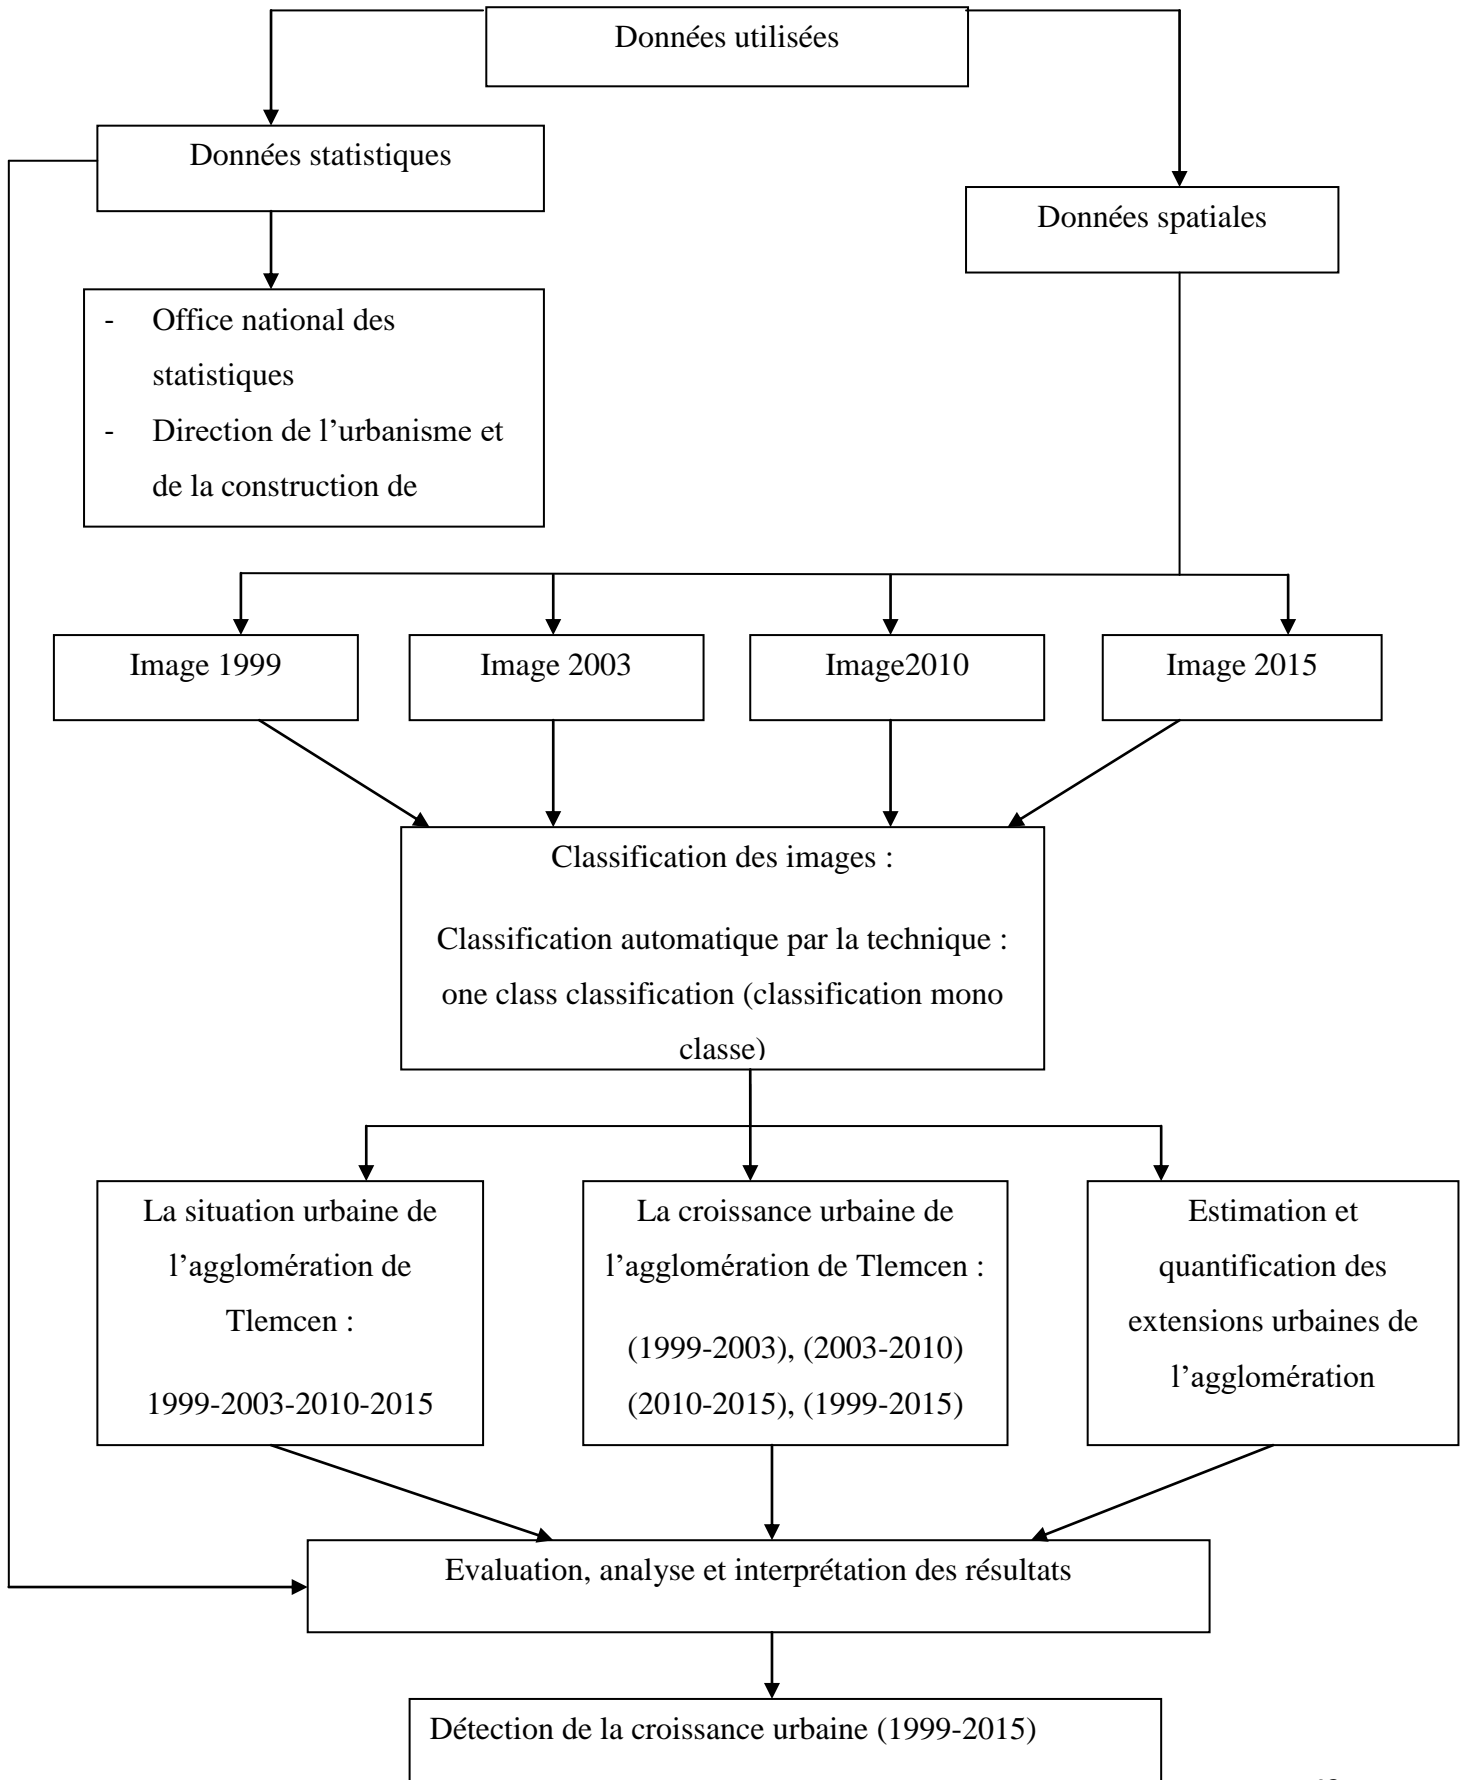 Données utilisées
Données statistiques
Données spatiales
- Office national des
statistiques
- Direction de l’urbanisme et
de la construction de
Image 1999
Image 2003
Image2010
Image 2015
Classification des images :
Classification automatique par la technique :
one class classification (classification mono
classe)
La situation urbaine de
l’agglomération de
Tlemcen :
1999-2003-2010-2015
La croissance urbaine de
l’agglomération de Tlemcen :
(1999-2003), (2003-2010)
(2010-2015), (1999-2015)
Estimation et
quantification des
extensions urbaines de
l’agglomération
Evaluation, analyse et interprétation des résultats
Détection de la croissance urbaine (1999-2015)